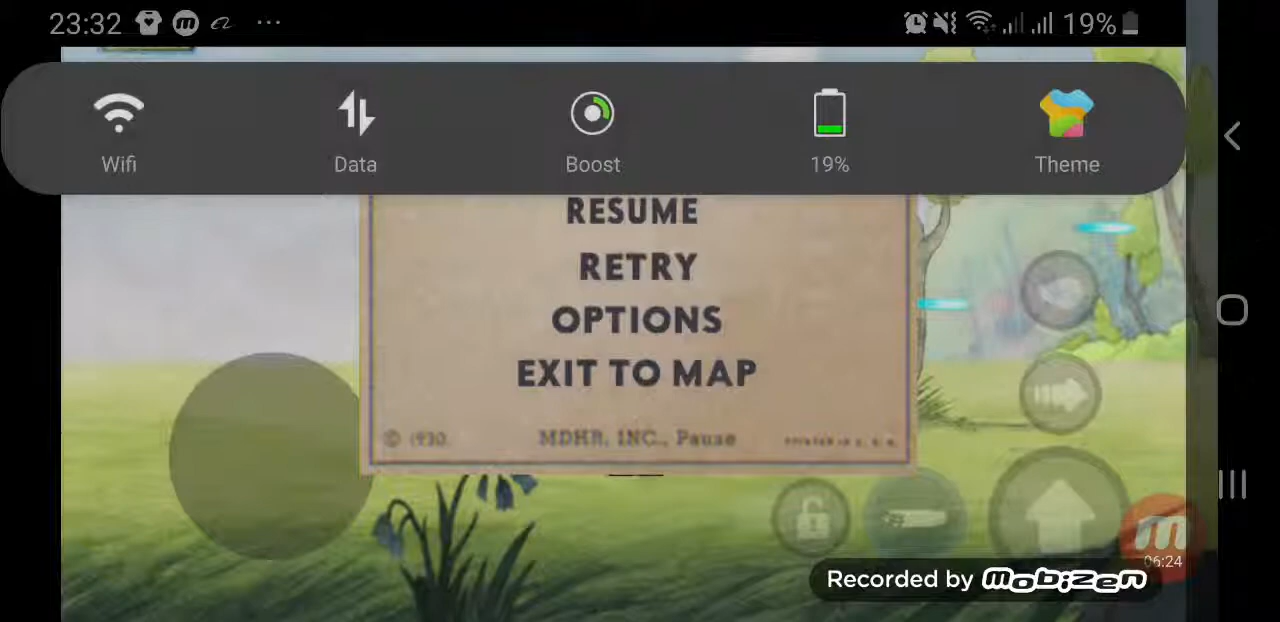 23:32 19%
Wifi Data Boost 19% Theme
RESUME
RETRY
OPTIONS
EXIT TO MAP
© 1930 MDHR, INC., Pause
06:24
Recorded by mobizen